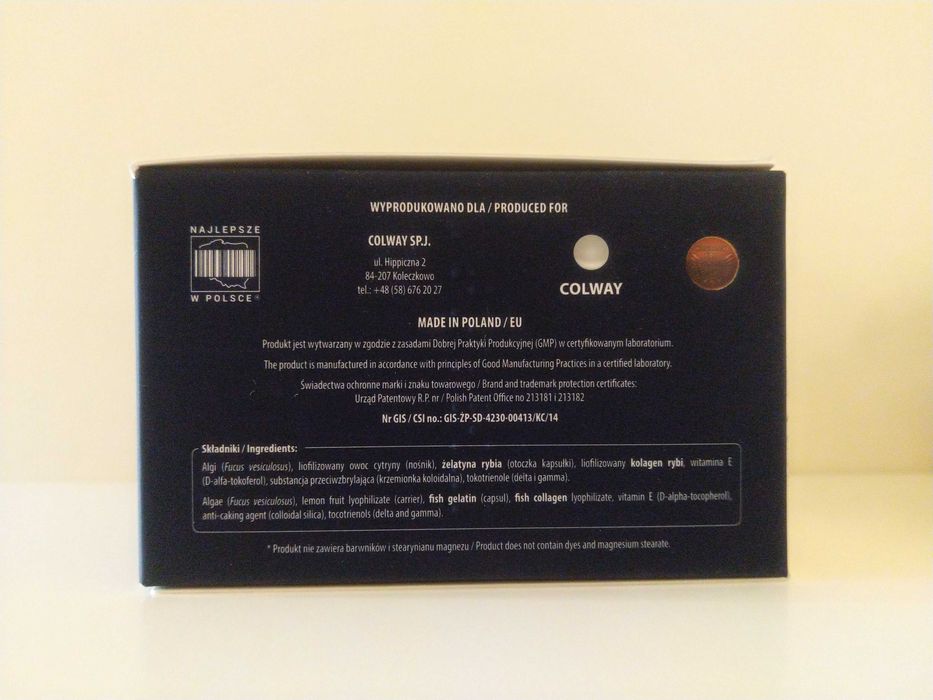 WYPRODUKOWANO DLA / PRODUCED FOR
NAJLEPSZE
W POLSCE®
COLWAY SP.J.
ul. Hippiczna 2
84-207 Koleczkowo
tel.: +48 (58) 676 20 27
COLWAY
MADE IN POLAND / EU
Produkt jest wytwarzany w zgodzie z zasadami Dobrej Praktyki Produkcyjnej (GMP) w certyfikowanym laboratorium.
The product is manufactured in accordance with principles of Good Manufacturing Practices in a certified laboratory.
Świadectwa ochronne marki i znaku towarowego / Brand and trademark protection certificates:
Urząd Patentowy R.P. nr / Polish Patent Office no 213181 i 213182
Nr GIS / CSI no.: GIS-ŻP-SD-4230-00413/KC/14
Składniki / Ingredients:
Algi (Fucus vesiculosus), liofilizowany owoc cytryny (nośnik), żelatyna rybia (otoczka kapsułki), liofilizowany kolagen rybi, witamina E
(D-alfa-tokoferol), substancja przeciwzbrylająca (krzemionka koloidalna), tokotrienole (delta i gamma).
Algae (Fucus vesiculosus), lemon fruit lyophilizate (carrier), fish gelatin (capsul), fish collagen lyophilizate, vitamin E (D-alpha-tocopherol),
anti-caking agent (colloidal silica), tocotrienols (delta and gamma).
* Produkt nie zawiera barwników i stearynianu magnezu / Product does not contain dyes and magnesium stearate.